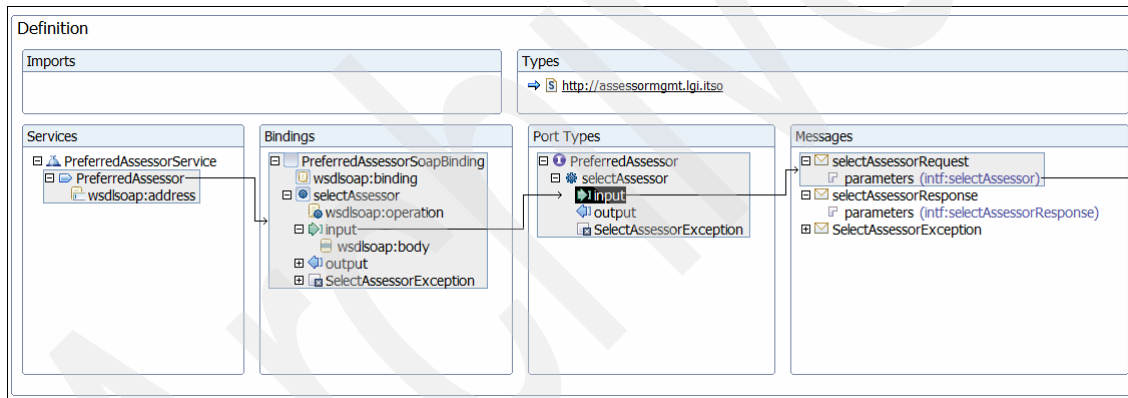 Definition
Imports
Types
http://assessormgmt.lgi.itso
Services
PreferredAssessorService
PreferredAssessor
wsdlsoap:address
Bindings
PreferredAssessorSoapBinding
wsdlsoap:binding
selectAssessor
wsdlsoap:operation
input
wsdlsoap:body
output
SelectAssessorException
Port Types
PreferredAssessor
selectAssessor
input
output
SelectAssessorException
Messages
selectAssessorRequest
parameters (intf:selectAssessor)
selectAssessorResponse
parameters (intf:selectAssessorResponse)
SelectAssessorException